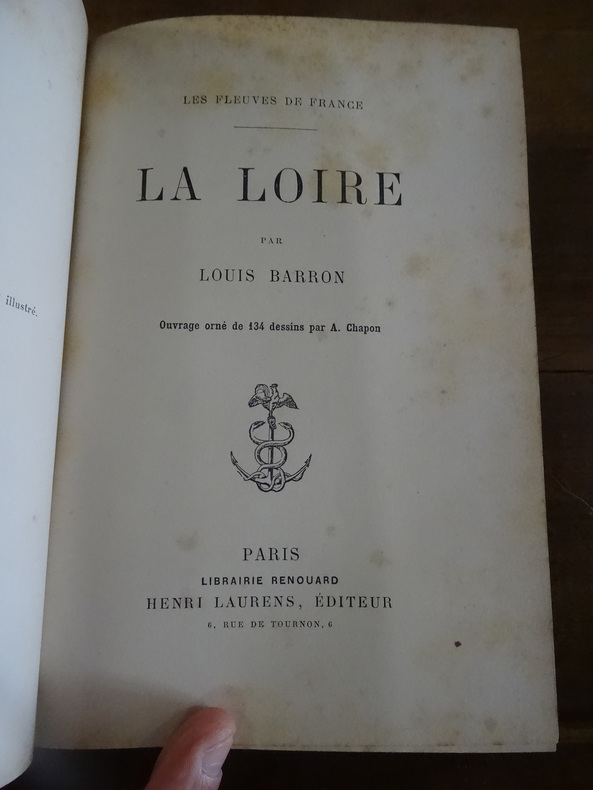 illustré.
LES FLEUVES DE FRANCE
LA LOIRE
PAR
LOUIS BARRON
Ouvrage orné de 134 dessins par A. Chapon
PARIS
LIBRAIRIE RENOUARD
HENRI LAURENS, ÉDITEUR
6, RUE DE TOURNON, 6